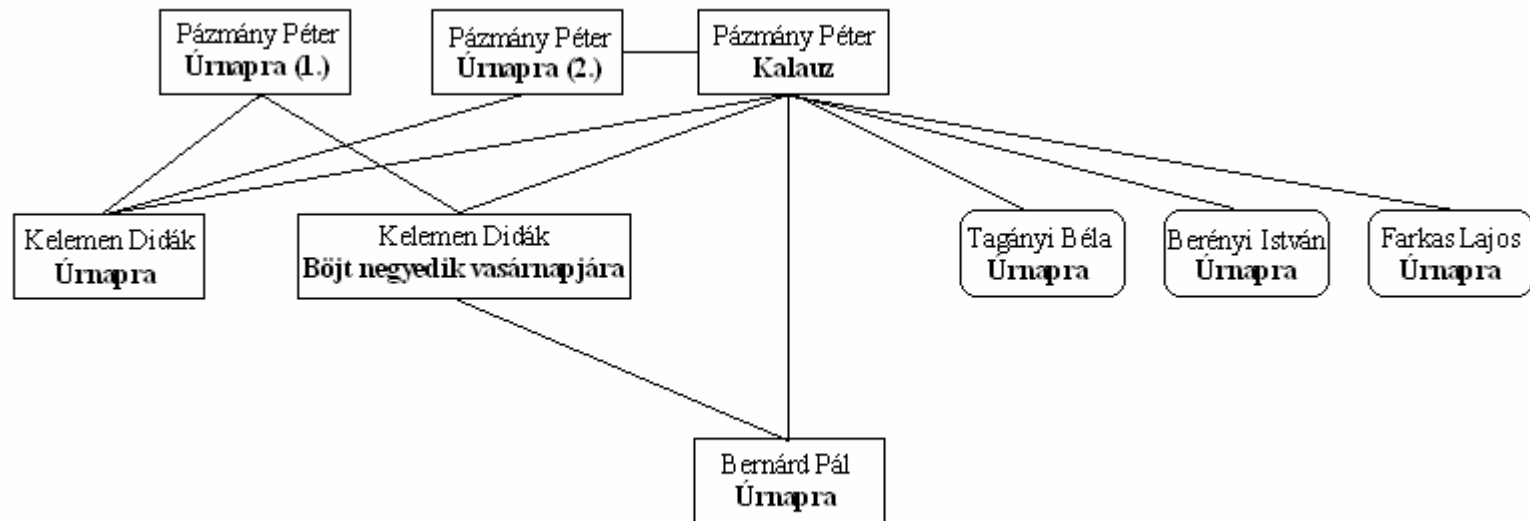 Pázmány Péter
Úrnapra (1.)
Pázmány Péter
Úrnapra (2.)
Pázmány Péter
Kalauz
Kelemen Didák
Úrnapra
Kelemen Didák
Böjt negyedik vasárnapjára
Tagányi Béla
Úrnapra
Berényi István
Úrnapra
Farkas Lajos
Úrnapra
Bernárd Pál
Úrnapra